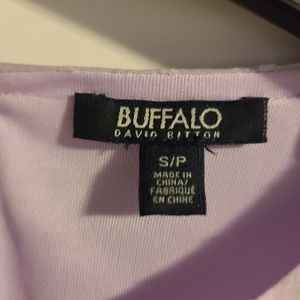 BUFFALO
DAVID BITTON
S/P
MADE IN
CHINA/
FABRIQUÉ
EN CHINE